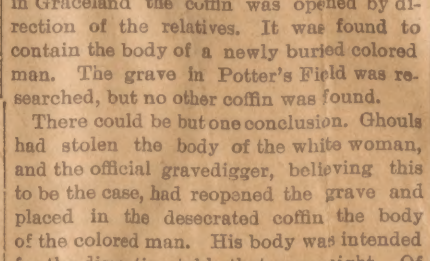 in Graceland the coffin was opened by di-
rection of the relatives. It was found to
contain the body of a newly buried colored
man. The grave in Potter's Field was re-
searched, but no other coffin was found.
There could be but one conclusion. Ghouls
had stolen the body of the white woman,
and the official gravedigger, believing this
to be the case, had reopened the grave and
placed in the desecrated coffin the body
of the colored man. His body was intended
Of